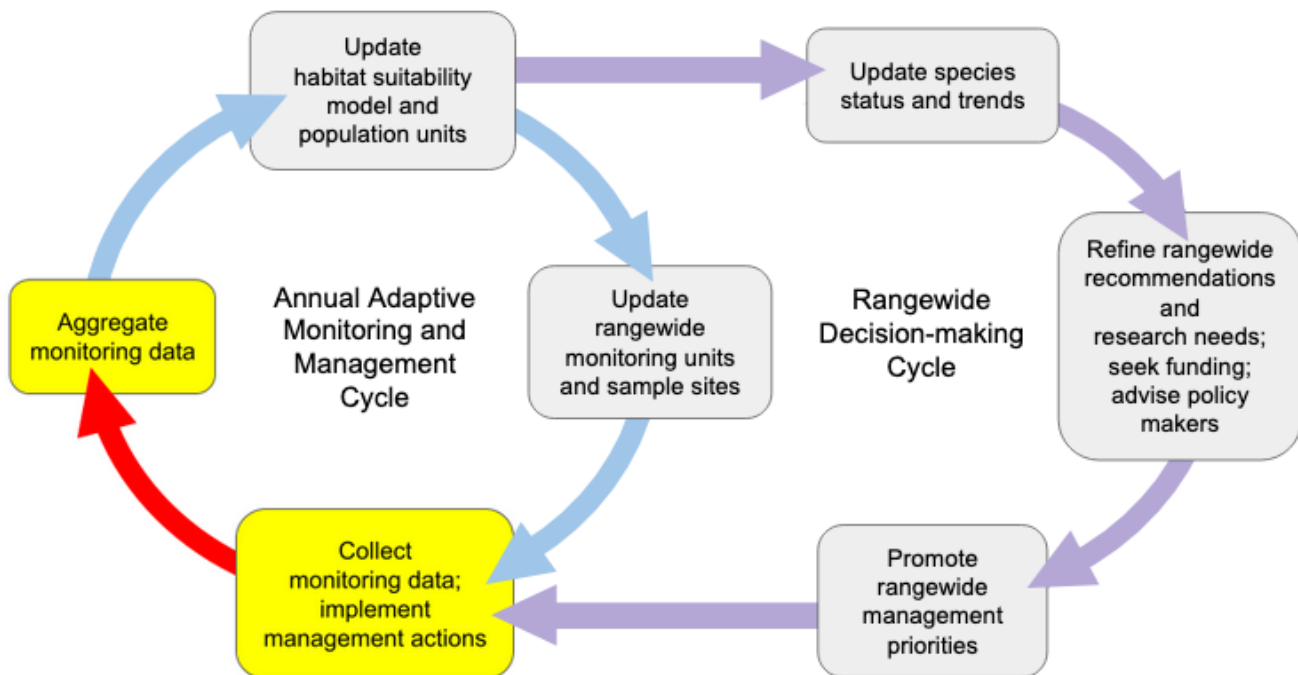 Update
habitat suitability
model and
population units
Update species
status and trends
Aggregate
monitoring data
Annual Adaptive
Monitoring and
Management
Cycle
Update
rangewide
monitoring units
and sample sites
Rangewide
Decision-making
Cycle
Refine rangewide
recommendations
and
research needs;
seek funding;
advise policy
makers
Collect
monitoring data;
implement
management actions
Promote
rangewide
management
priorities